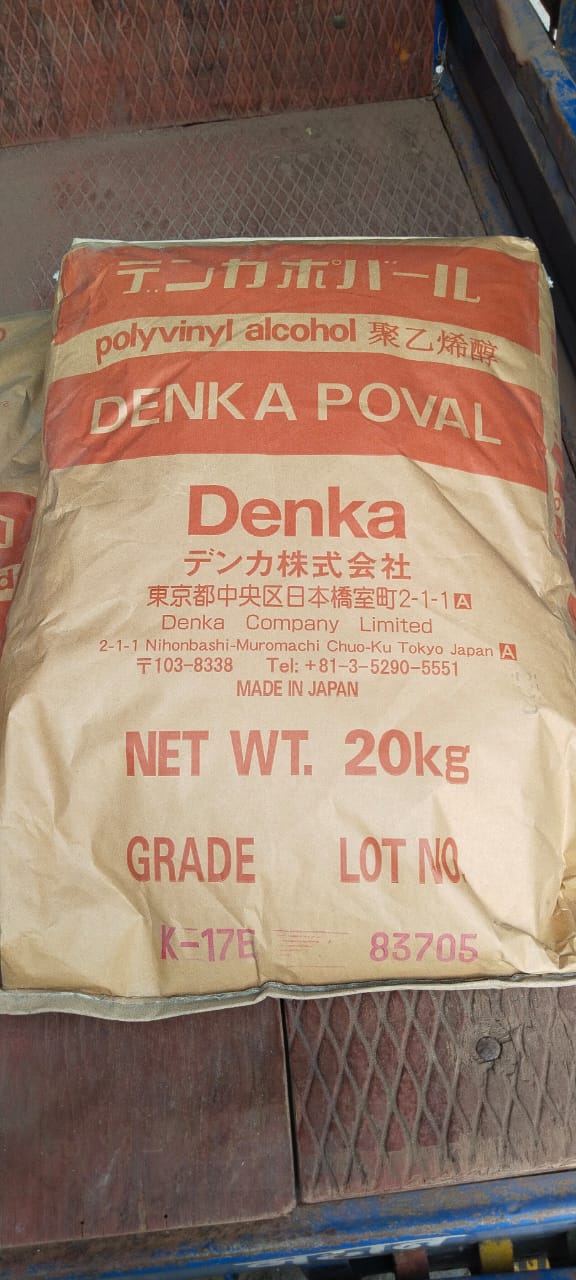 デンカポバール
polyvinyl alcohol 聚乙烯醇
DENKA POVAL
Denka
デンカ株式会社
東京都中央区日本橋室町2-1-1 A
Denka Company Limited
2-1-1 Nihonbashi-Muromachi Chuo-Ku Tokyo Japan A
〒103-8338 Tel: +81-3-5290-5551
MADE IN JAPAN
NET WT. 20kg
GRADE LOT NO.
K-17E 83705